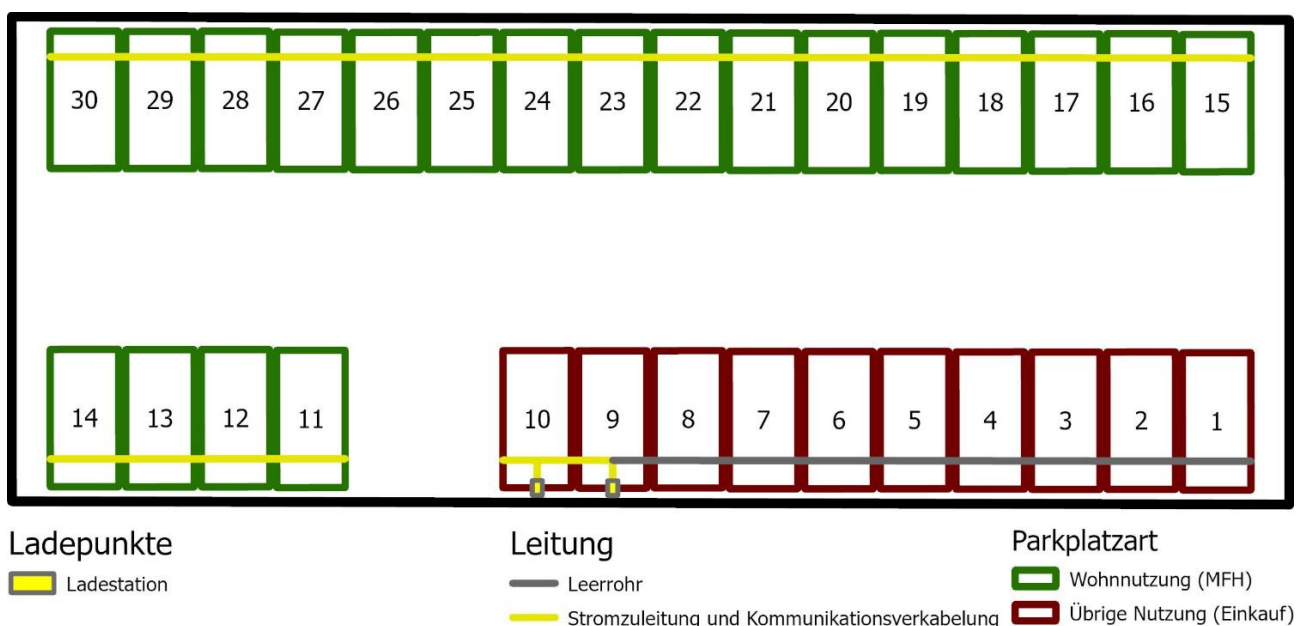 30 29 28 27 26 25 24 23 22 21 20 19 18 17 16 15
14 13 12 11 10 9 8 7 6 5 4 3 2 1
Ladepunkte
Ladestation
Leitung
Leerrohr
Stromzuleitung und Kommunikationsverkabelung
Parkplatzart
Wohnnutzung (MFH)
Übrige Nutzung (Einkauf)